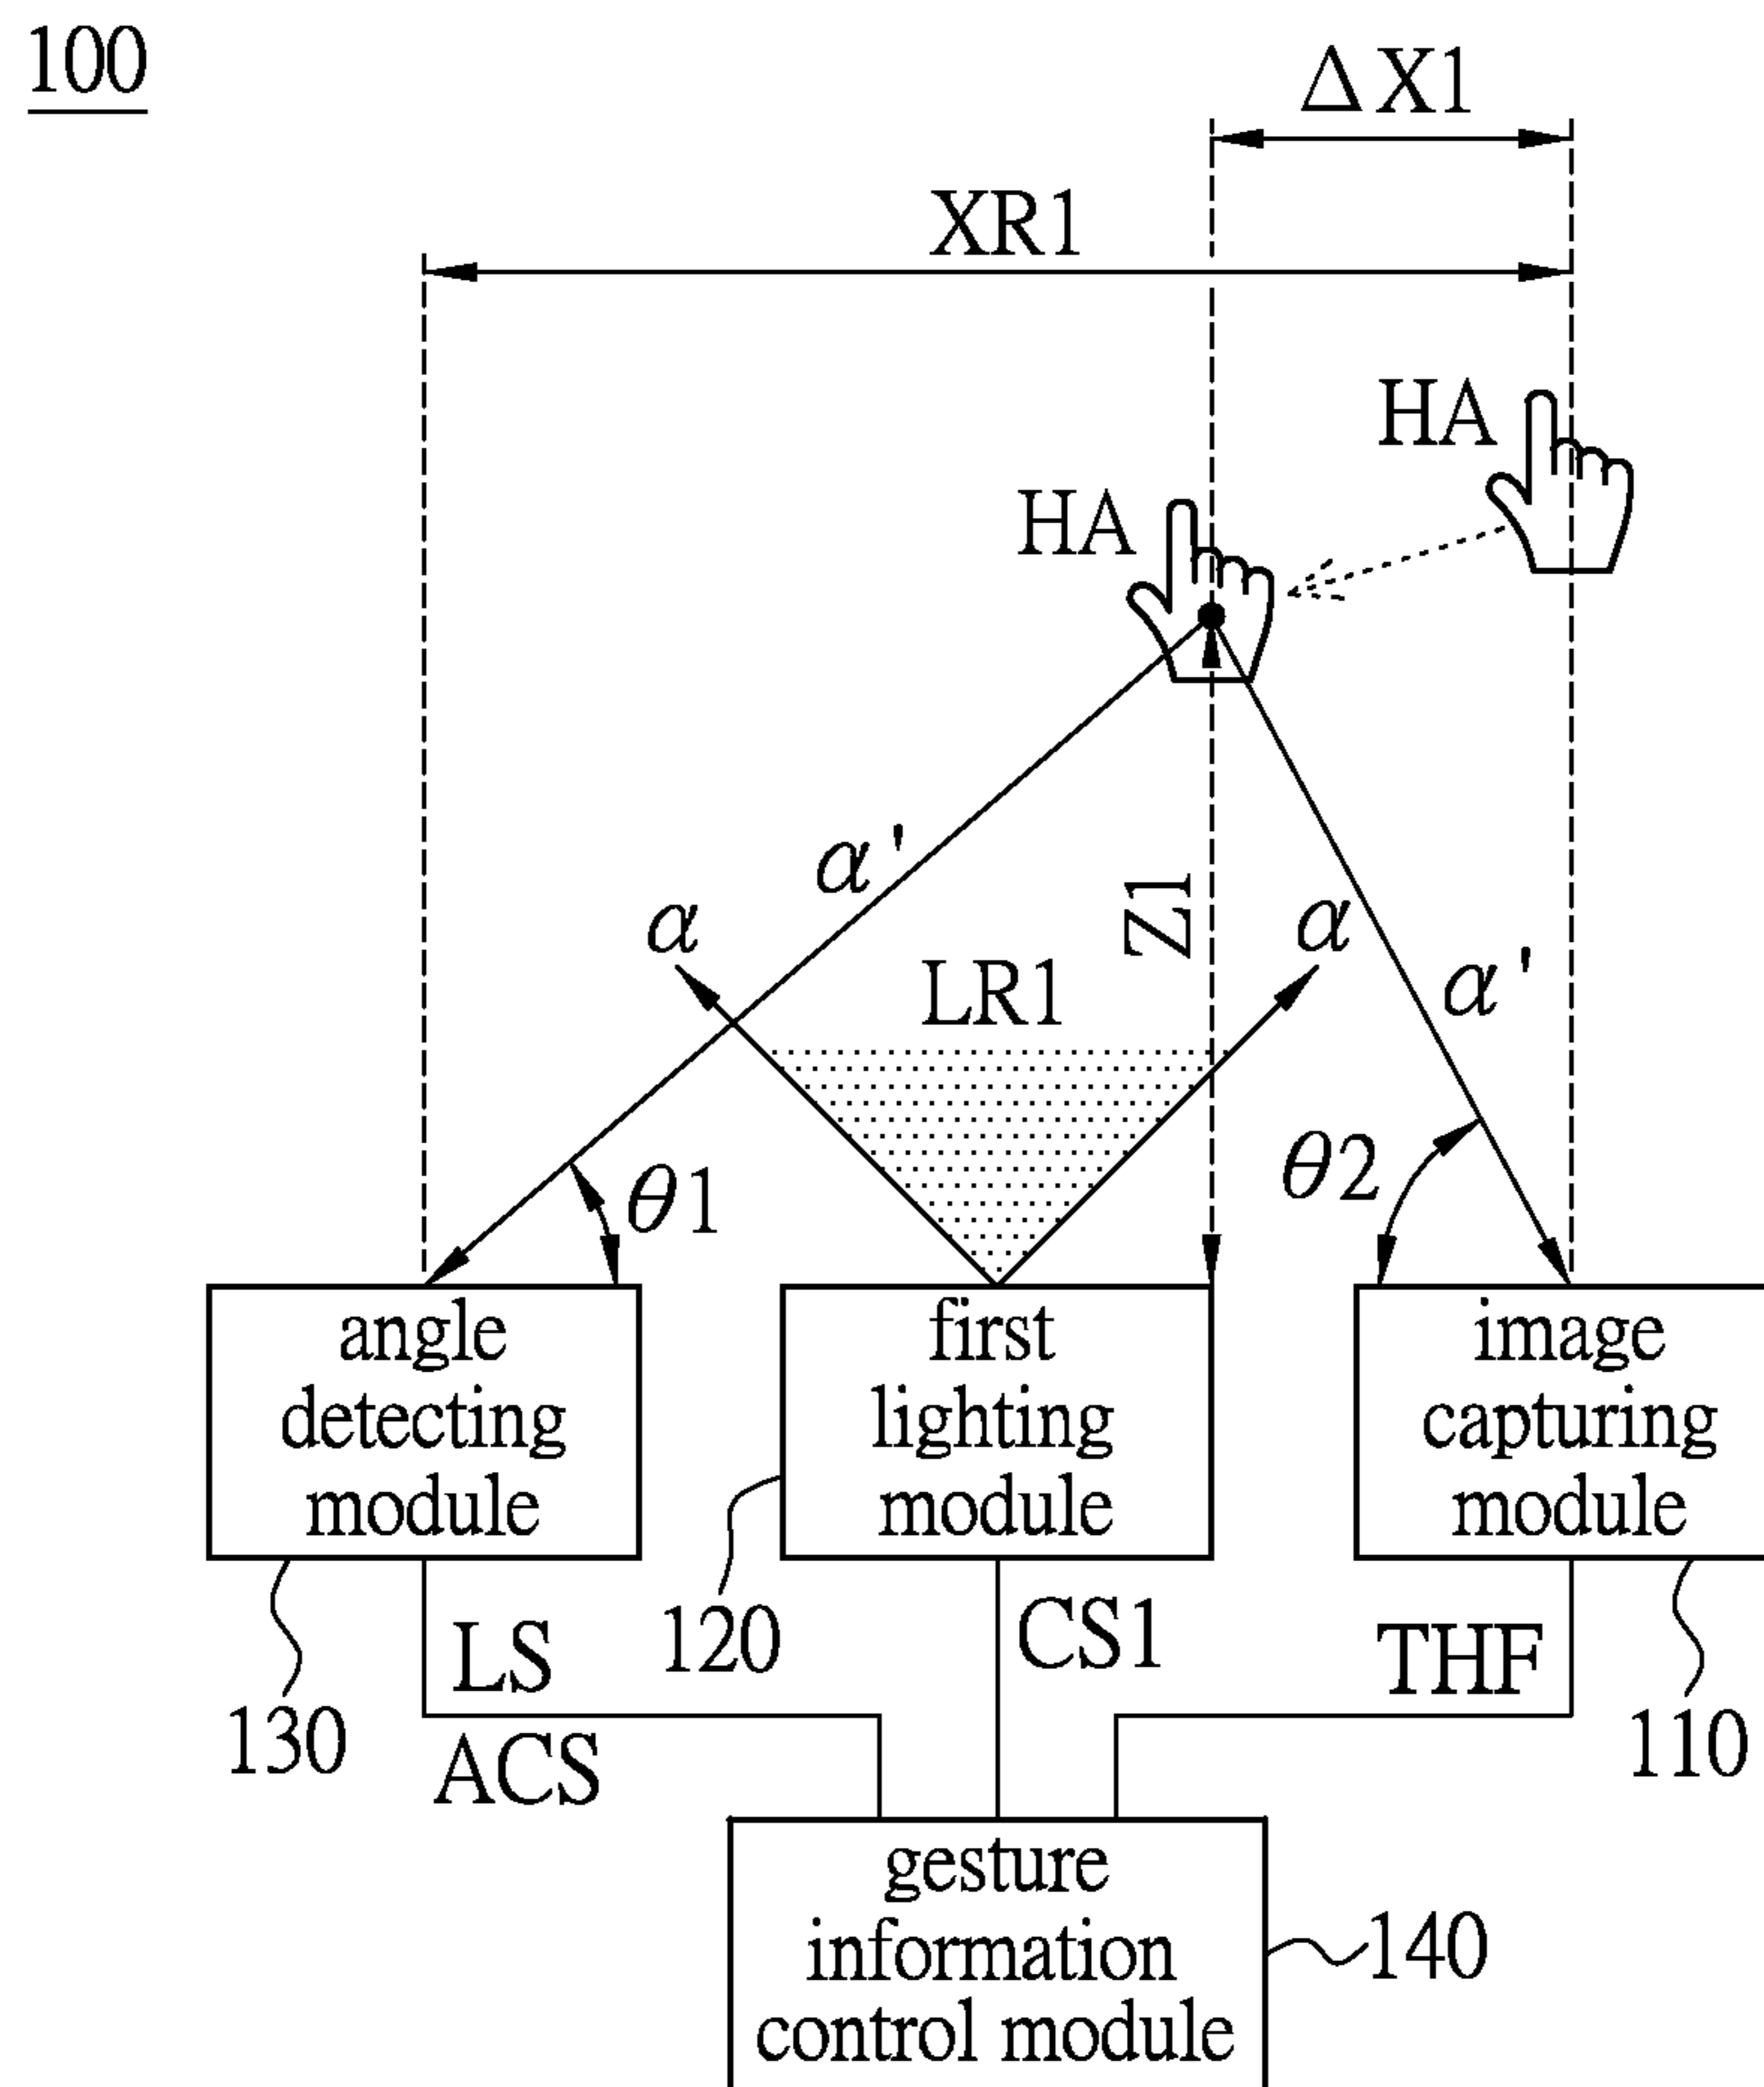 100
ΔX1
XR1
HA
HA
α'
α
Z1
α
LR1
α'
θ1
θ2
angle
detecting
module
first
lighting
module
image
capturing
module
130
LS
ACS
120
CS1
THF
110
gesture
information
control module
140